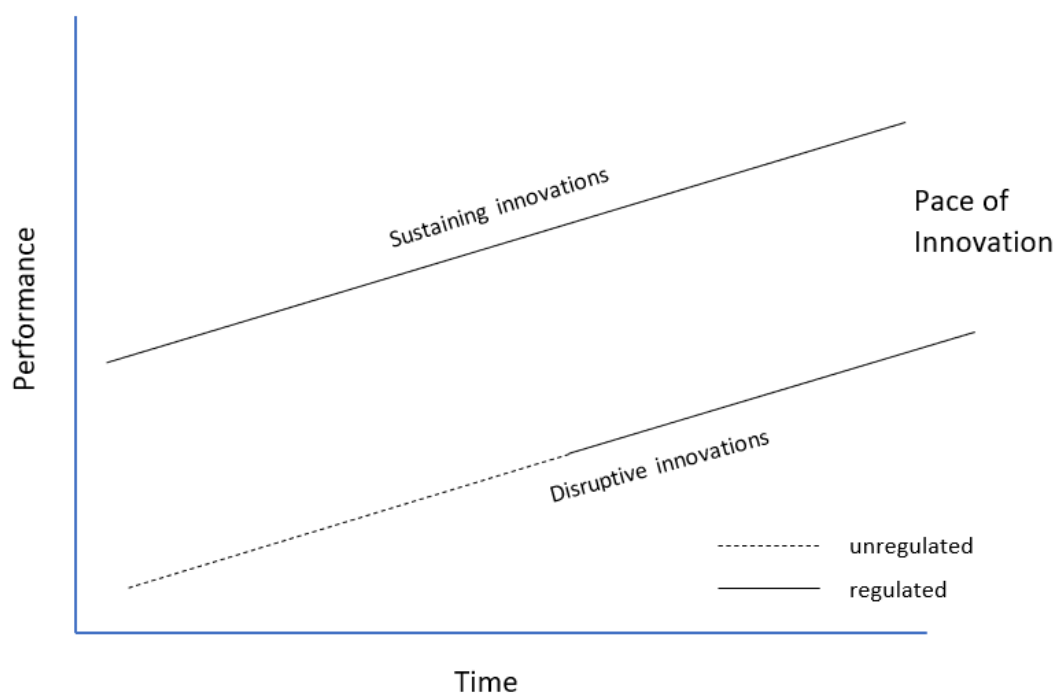 Sustaining innovations
Pace of
Innovation
Performance
Disruptive innovations
unregulated
regulated
Time